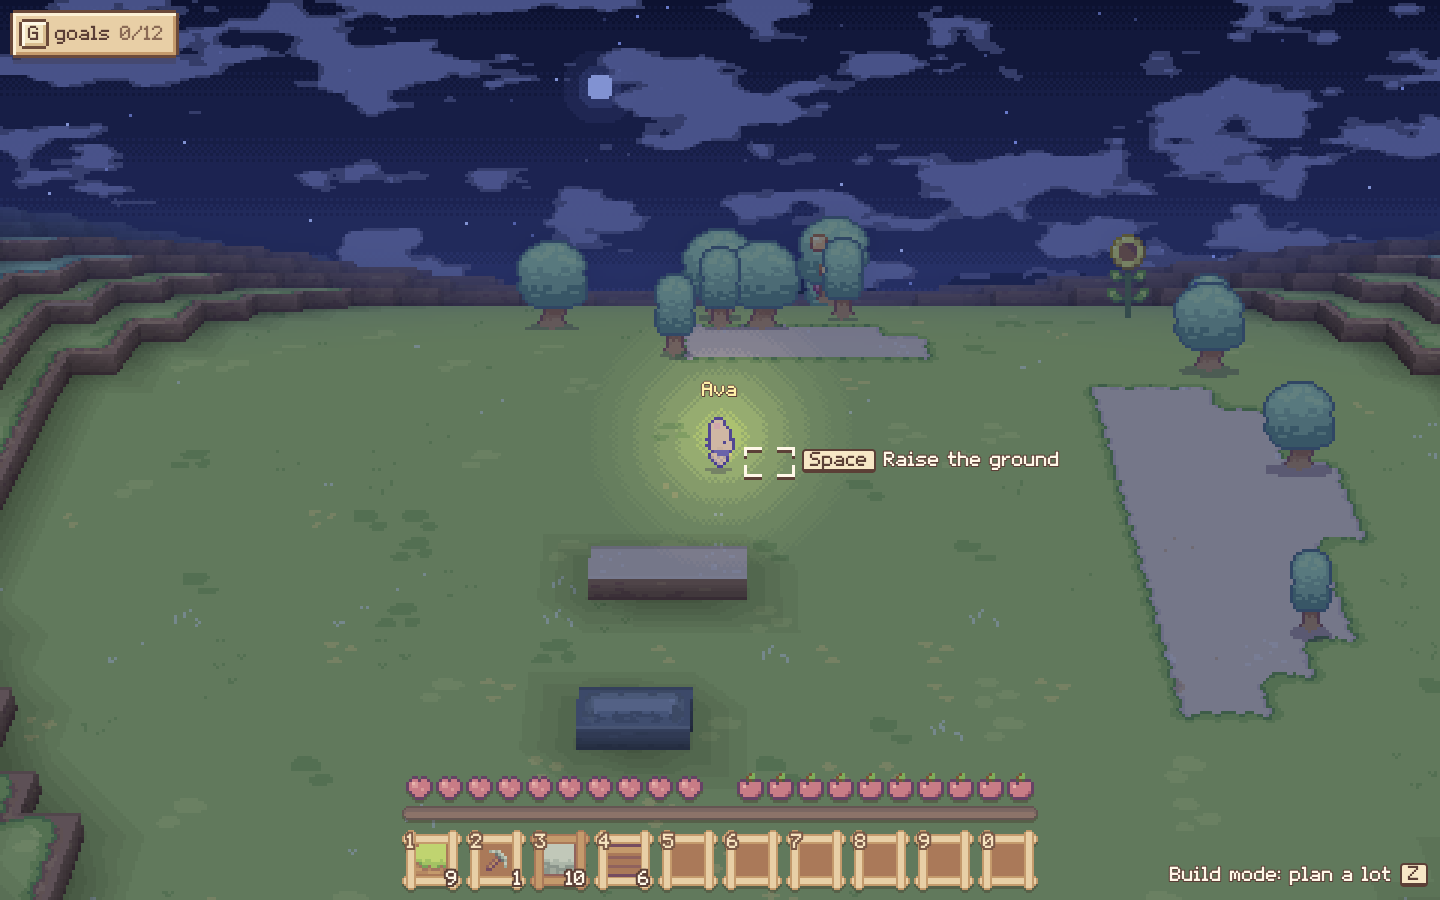 G goals 0/12
Ava
Space Raise the ground
1 2 3 4 5 6 7 8 9 0
9 1 10 6
Build mode: plan a lot Z